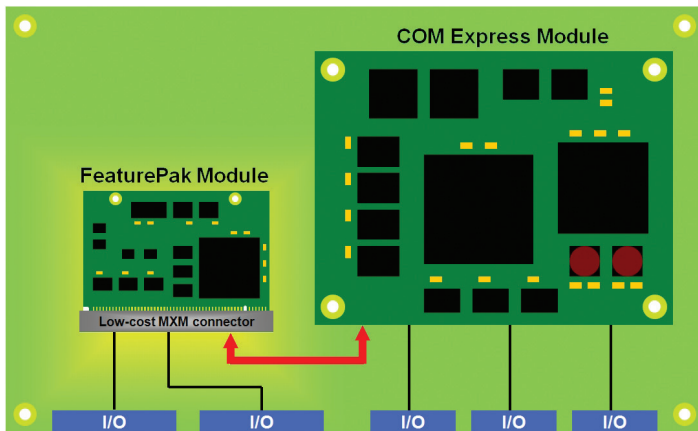 COM Express Module
FeaturePak Module
Low-cost MXM connector
I/O
I/O
I/O
I/O
I/O